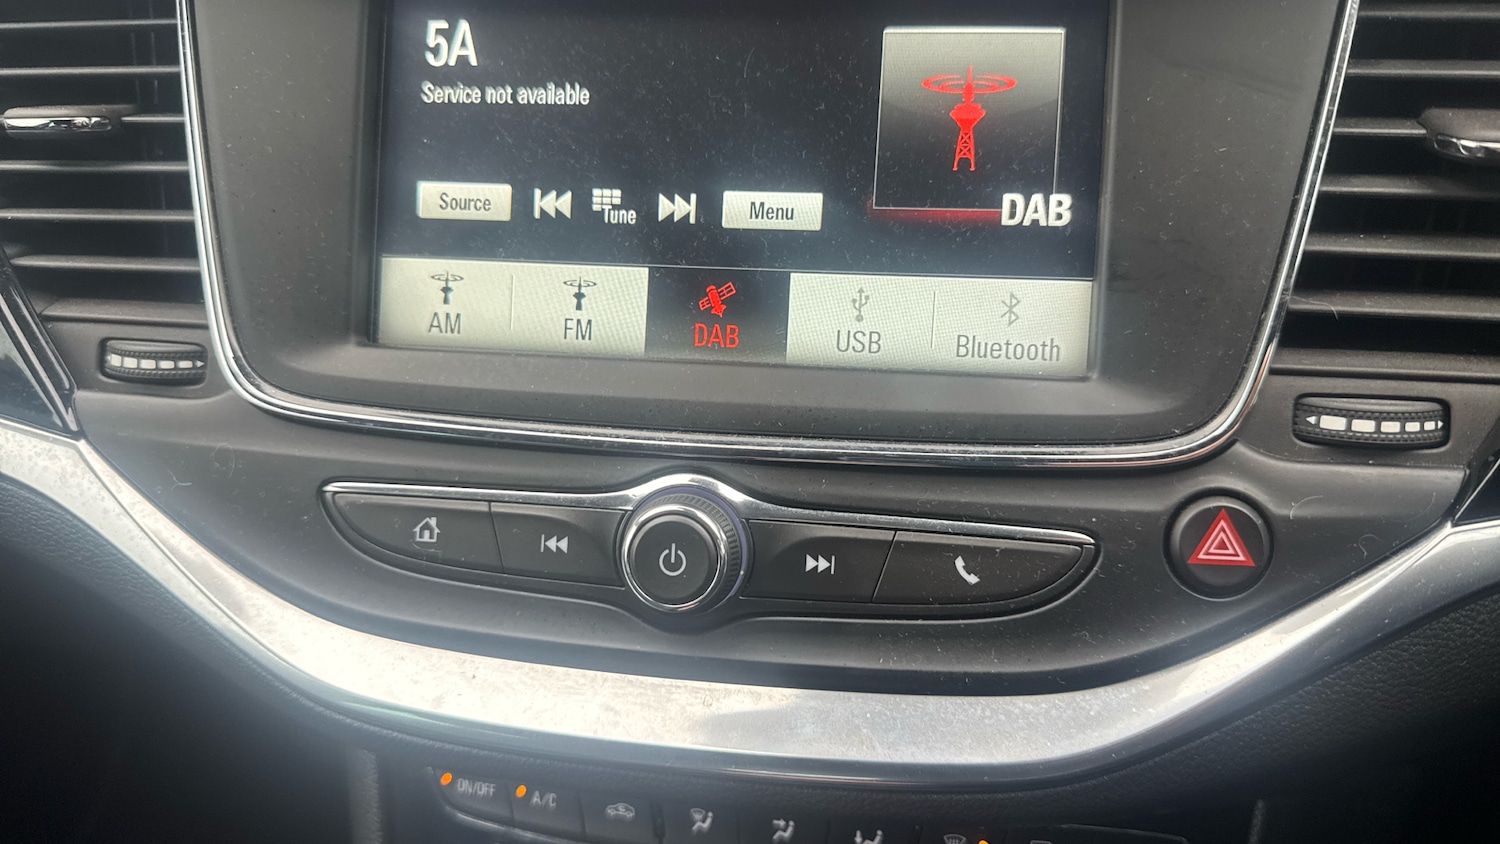 5A
Service not available
Source
Tune
Menu
DAB
AM
FM
DAB
USB
Bluetooth
ON/OFF
A/C